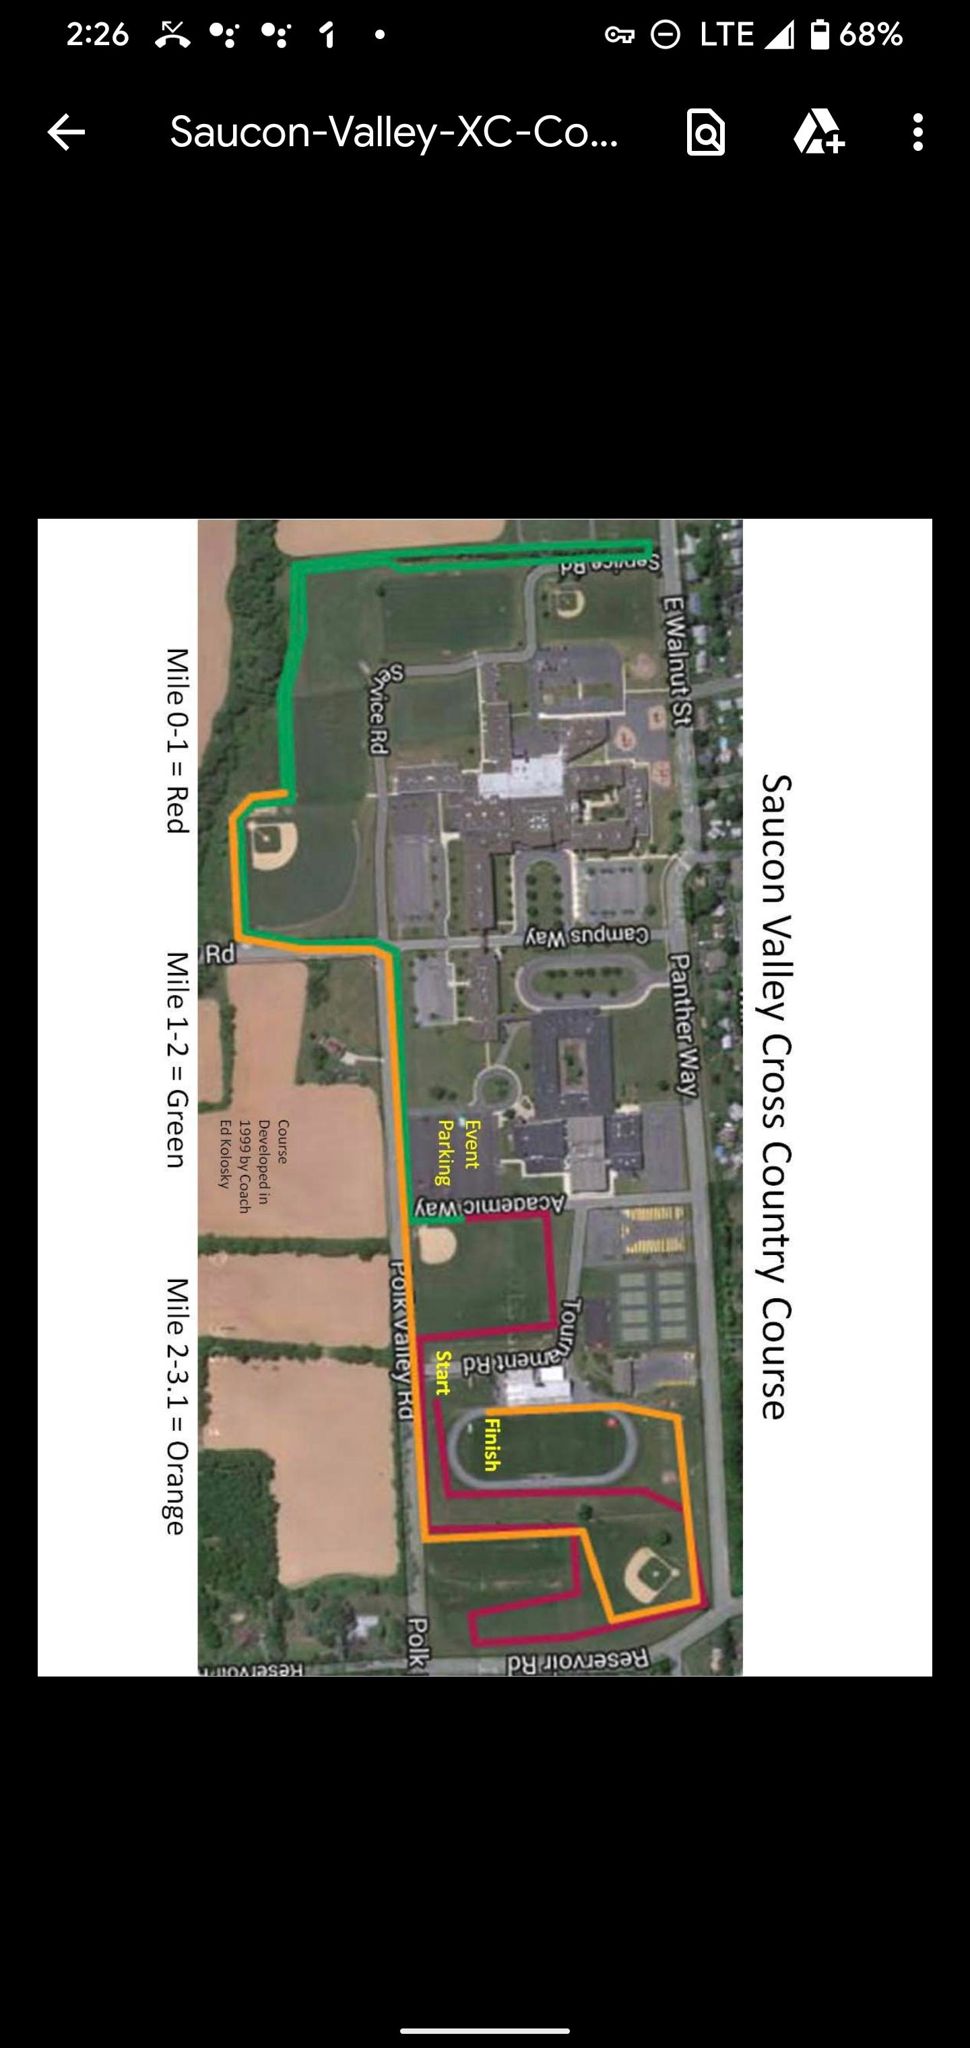 2:26
LTE
68%
Saucon-Valley-XC-Co...
Saucon Valley Cross Country Course
E Walnut St
Panther Way
Service Rd
Service Rd
Campus Way
Rd
Event
Parking
Academic Way
Tournament Rd
Start
Finish
Polk Valley Rd
Polk
Reservoir Rd
Reservoir
Course
Developed in
1999 by Coach
Ed Kolosky
Mile 0-1 = Red
Mile 1-2 = Green
Mile 2-3.1 = Orange